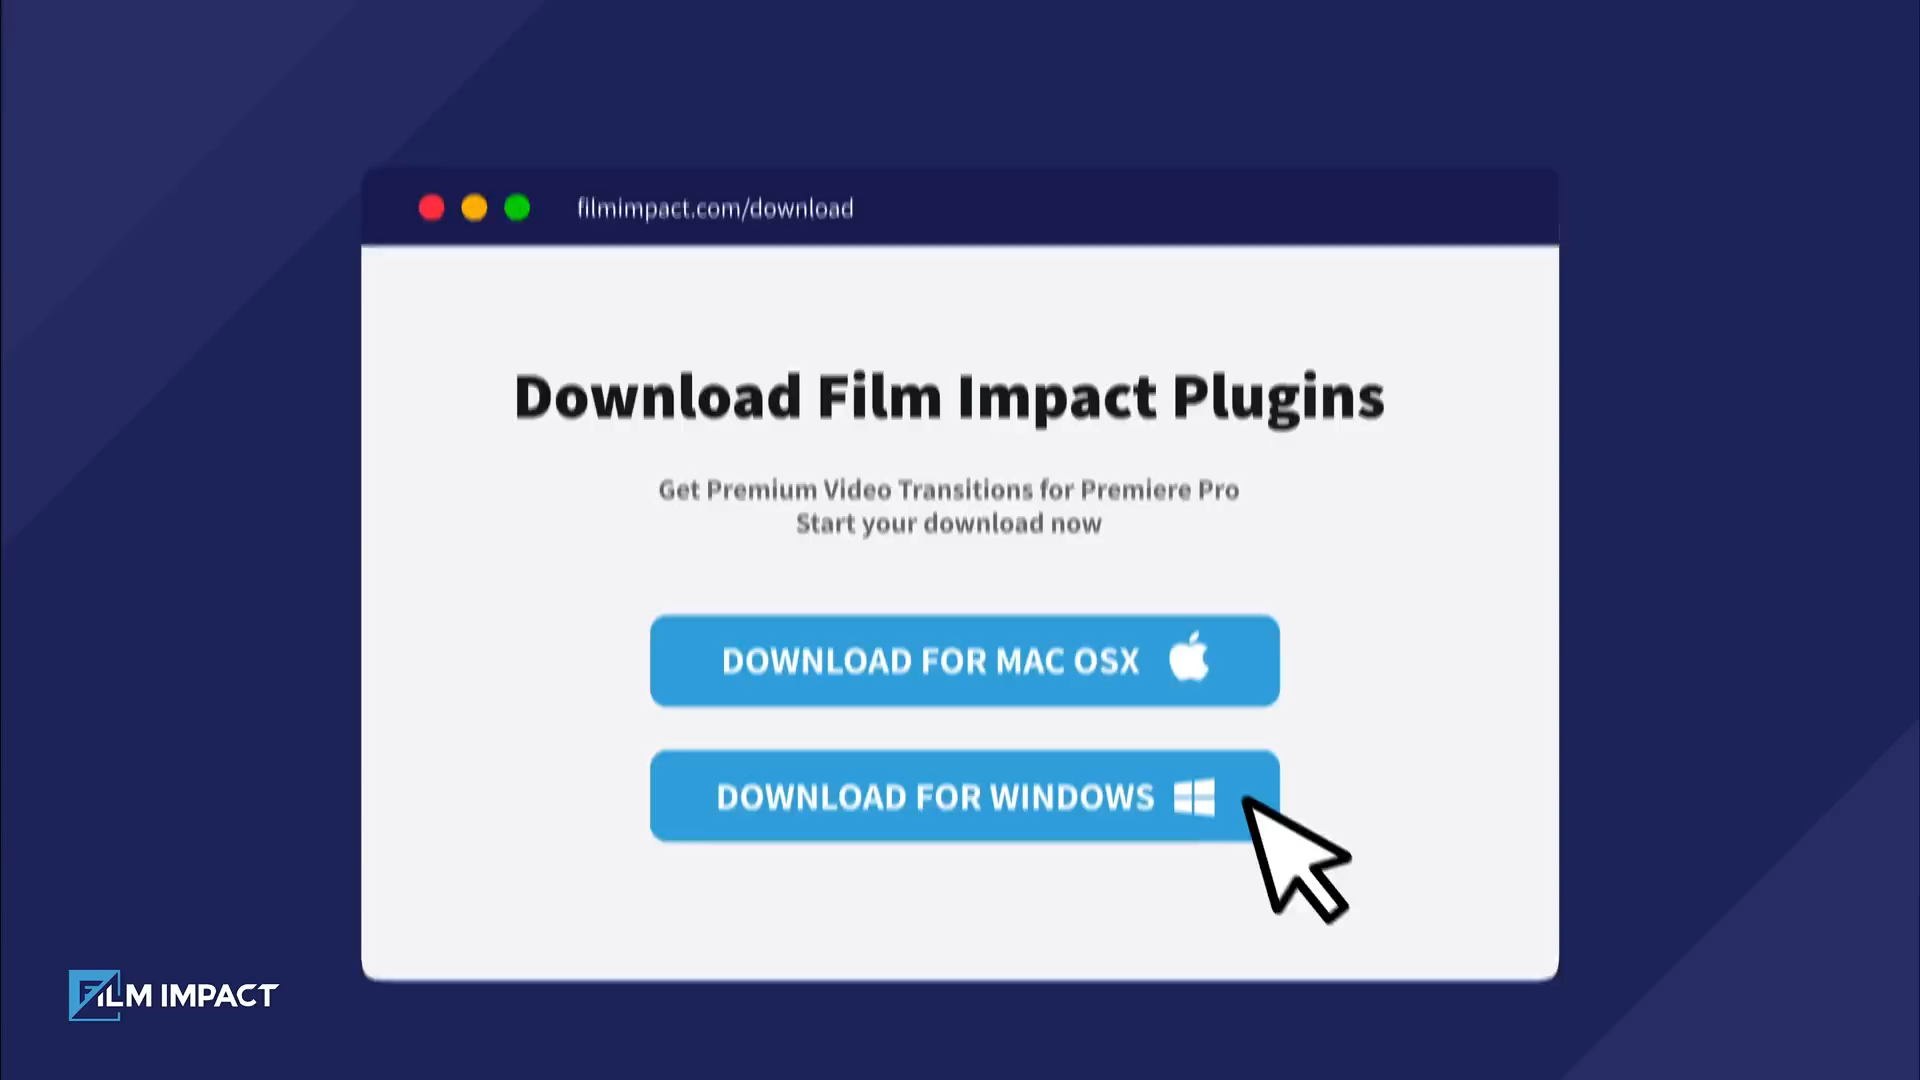 filmimpact.com/download
Download Film Impact Plugins
Get Premium Video Transitions for Premiere Pro
Start your download now
DOWNLOAD FOR MAC OSX
DOWNLOAD FOR WINDOWS
FILM IMPACT